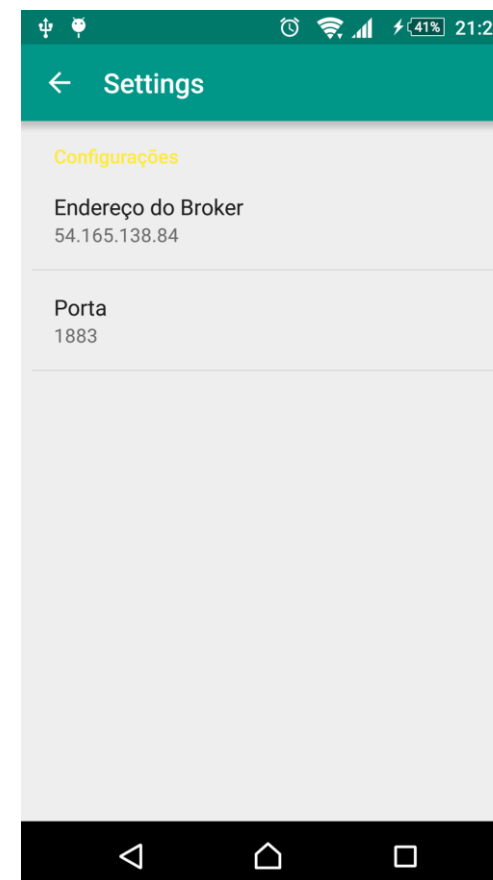 41% 21:2
Settings
Configurações
Endereço do Broker
54.165.138.84
Porta
1883